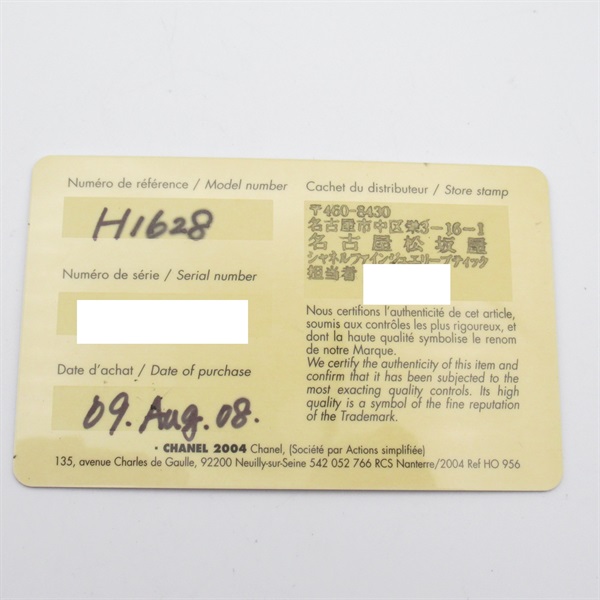 Numéro de référence / Model number
H1628
Numéro de série / Serial number
Date d'achat / Date of purchase
09. Aug. 08.
Cachet du distributeur / Store stamp
〒460-8430
名古屋市中区栄3-16-1
名古屋松坂屋
シャネルファインジュエリーブティック
担当者
Nous certifions l'authenticité de cet article,
soumis aux contrôles les plus rigoureux, et
dont la haute qualité symbolise le renom
de notre Marque.
We certify the authenticity of this item and
confirm that it has been subjected to the
most exacting quality controls. Its high
quality is a symbol of the fine reputation
of the Trademark.
· CHANEL 2004 Chanel, (Société par Actions simplifiée)
135, avenue Charles de Gaulle, 92200 Neuilly-sur-Seine 542 052 766 RCS Nanterre/2004 Ref HO 956